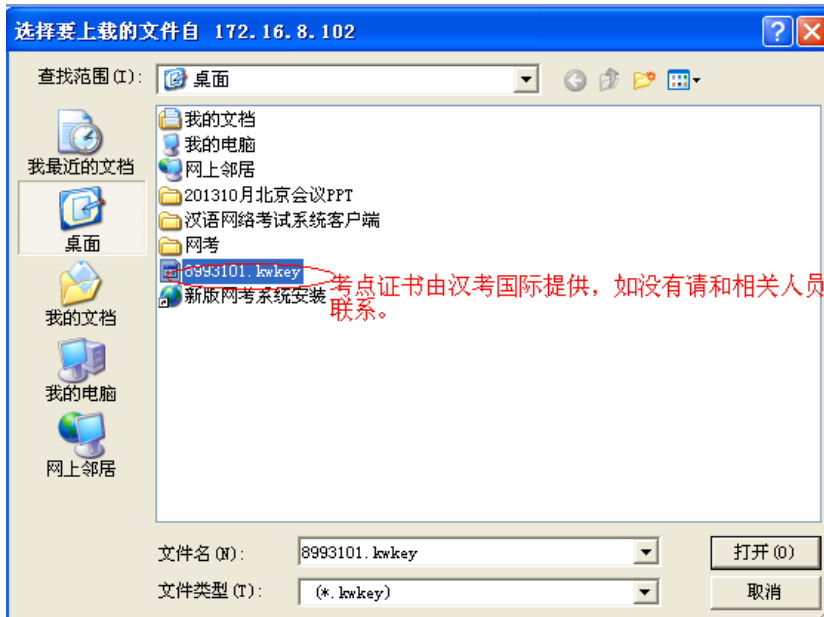 选择要上载的文件自 172.16.8.102
查找范围(I):
桌面
我最近的文档
桌面
我的文档
我的电脑
网上邻居
我的文档
我的电脑
网上邻居
201310月北京会议PPT
汉语网络考试系统客户端
网考
8993101.kwkey
新版网考系统安装
考点证书由汉考国际提供，如没有请和相关人员
联系。
文件名(N):
8993101.kwkey
打开(O)
文件类型(T):
(*.kwkey)
取消